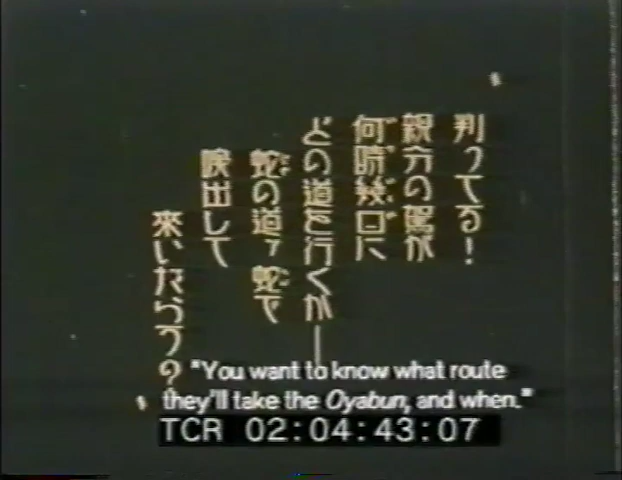 判ってる!
親分の駕が
何時幾日に
どの道を行くか—
蛇の道ァ蛇で
嗅出して
来いたらう?
"You want to know what route
they'll take the Oyabun, and when."
TCR 02:04:43:07